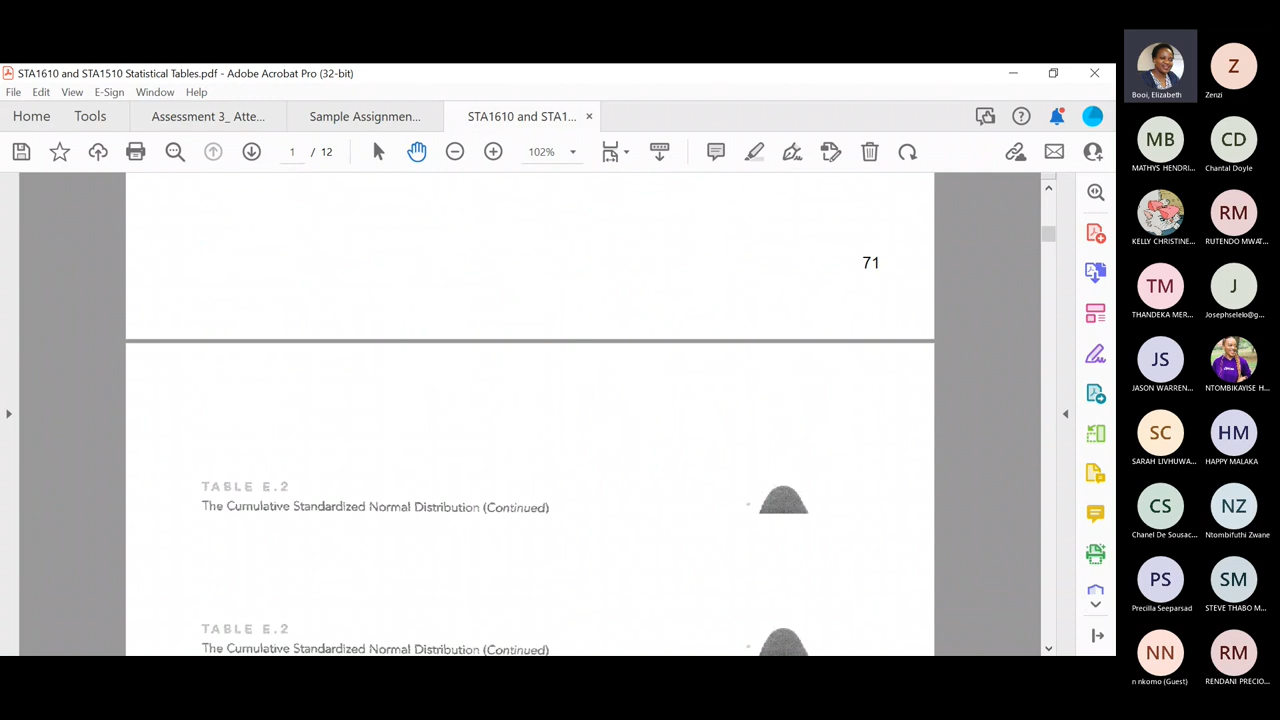 STA1610 and STA1510 Statistical Tables.pdf - Adobe Acrobat Pro (32-bit)
File Edit View E-Sign Window Help
Home Tools Assessment 3_ Atte... Sample Assignmen... STA1610 and STA1... ×
1 / 12 102%
71
TABLE E.2
The Cumulative Standardized Normal Distribution (Continued)
TABLE E.2
The Cumulative Standardized Normal Distribution (Continued)
Booi, Elizabeth
Z
Zenzi
MB
MATHYS HENDRI...
CD
Chantal Doyle
KELLY CHRISTINE...
RM
RUTENDO MWAT...
TM
THANDEKA MER...
J
Josephselelo@g...
JS
JASON WARREN...
NTOMBIKAYISE H...
SC
SARAH LIVHUWA...
HM
HAPPY MALAKA
CS
Chanel De Sousac...
NZ
Ntombifuthi Zwane
PS
Precilla Seeparsad
SM
STEVE THABO M...
NN
n nkomo (Guest)
RM
RENDANI PRECIO...